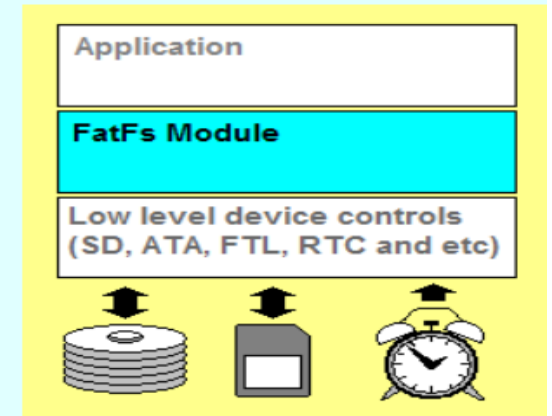 Application
FatFs Module
Low level device controls
(SD, ATA, FTL, RTC and etc)